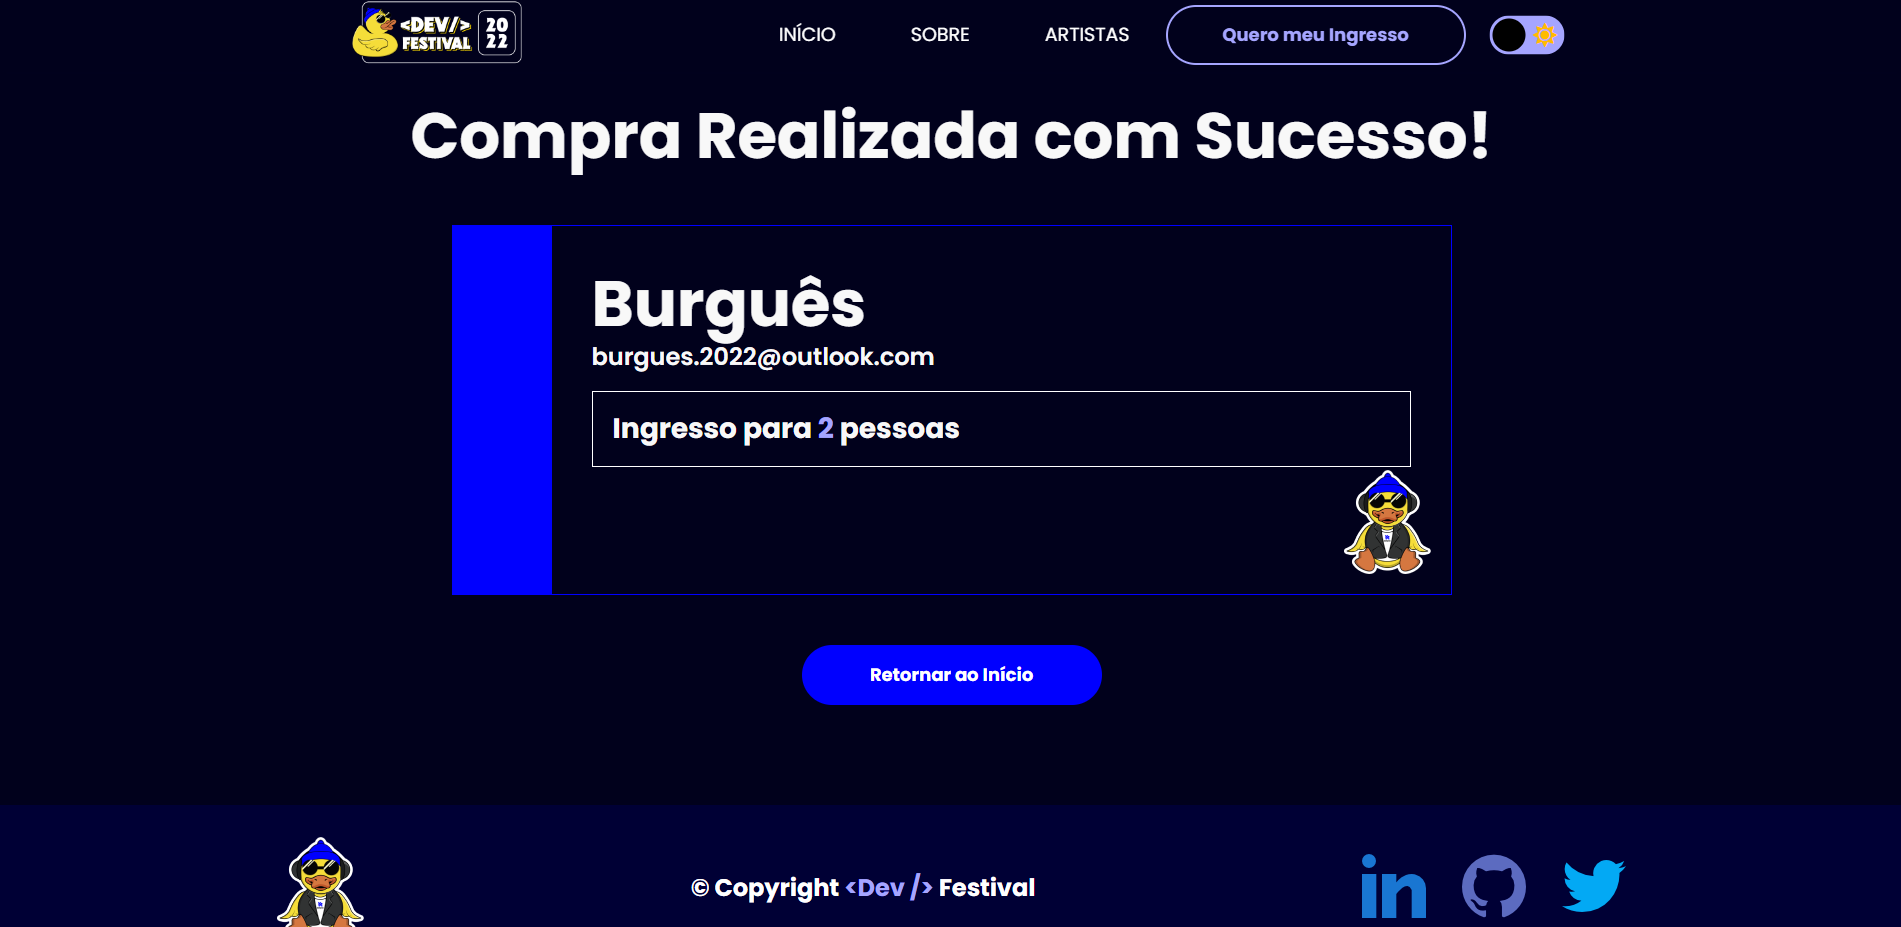 <DEV/>
FESTIVAL
20
22
INÍCIO
SOBRE
ARTISTAS
Quero meu Ingresso
Compra Realizada com Sucesso!
Burguês
burgues.2022@outlook.com
Ingresso para 2 pessoas
Retornar ao Início
© Copyright <Dev /> Festival
in